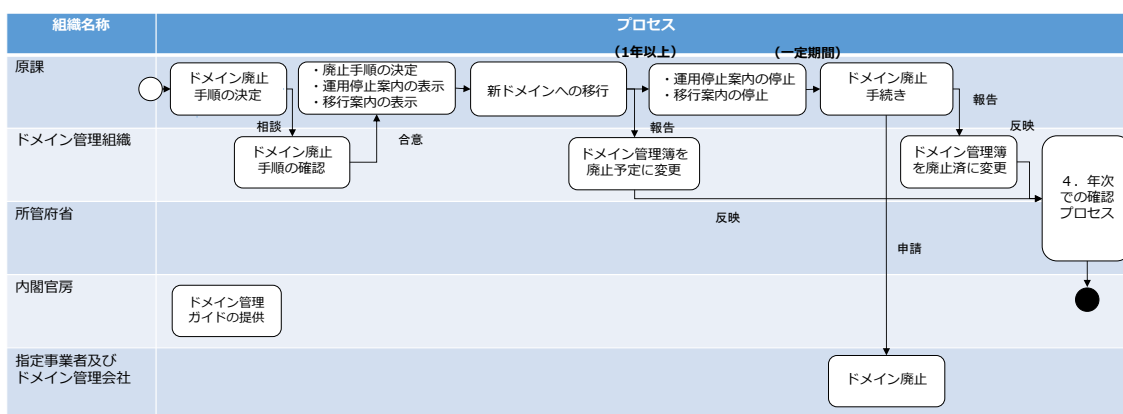 組織名称
プロセス
(1年以上)
(一定期間)
原課
ドメイン廃止
手順の決定
・廃止手順の決定
・運用停止案内の表示
・移行案内の表示
新ドメインへの移行
・運用停止案内の停止
・移行案内の停止
ドメイン廃止
手続き
相談
合意
報告
報告
反映
ドメイン管理組織
ドメイン廃止
手順の確認
ドメイン管理簿を
廃止予定に変更
ドメイン管理簿
を廃止済に変更
4．年次
での確認
プロセス
所管府省
反映
申請
内閣官房
ドメイン管理
ガイドの提供
指定事業者及び
ドメイン管理会社
ドメイン廃止